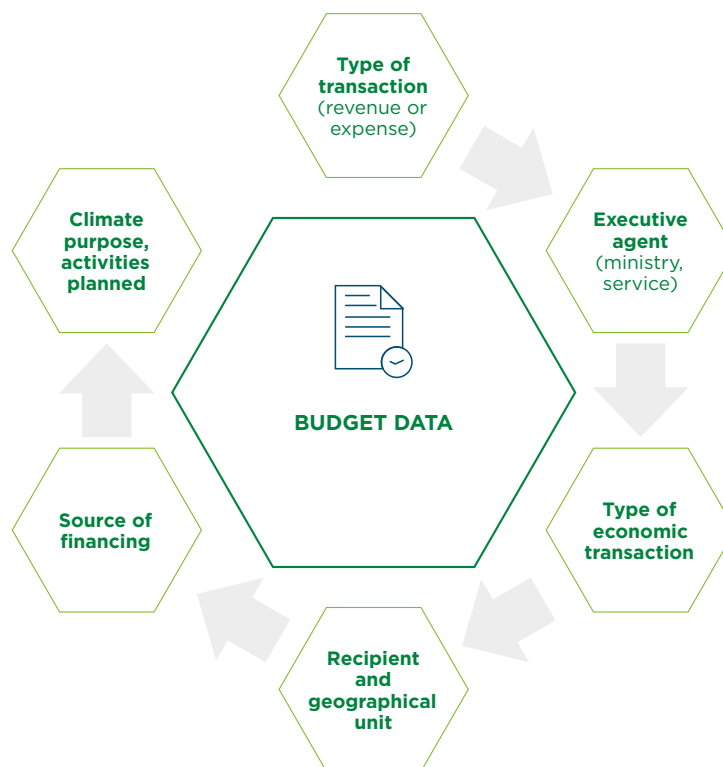 Type of
transaction
(revenue or
expense)
Executive
agent
(ministry,
service)
Type of
economic
transaction
Recipient
and
geographical
unit
Source of
financing
Climate
purpose,
activities
planned
BUDGET DATA